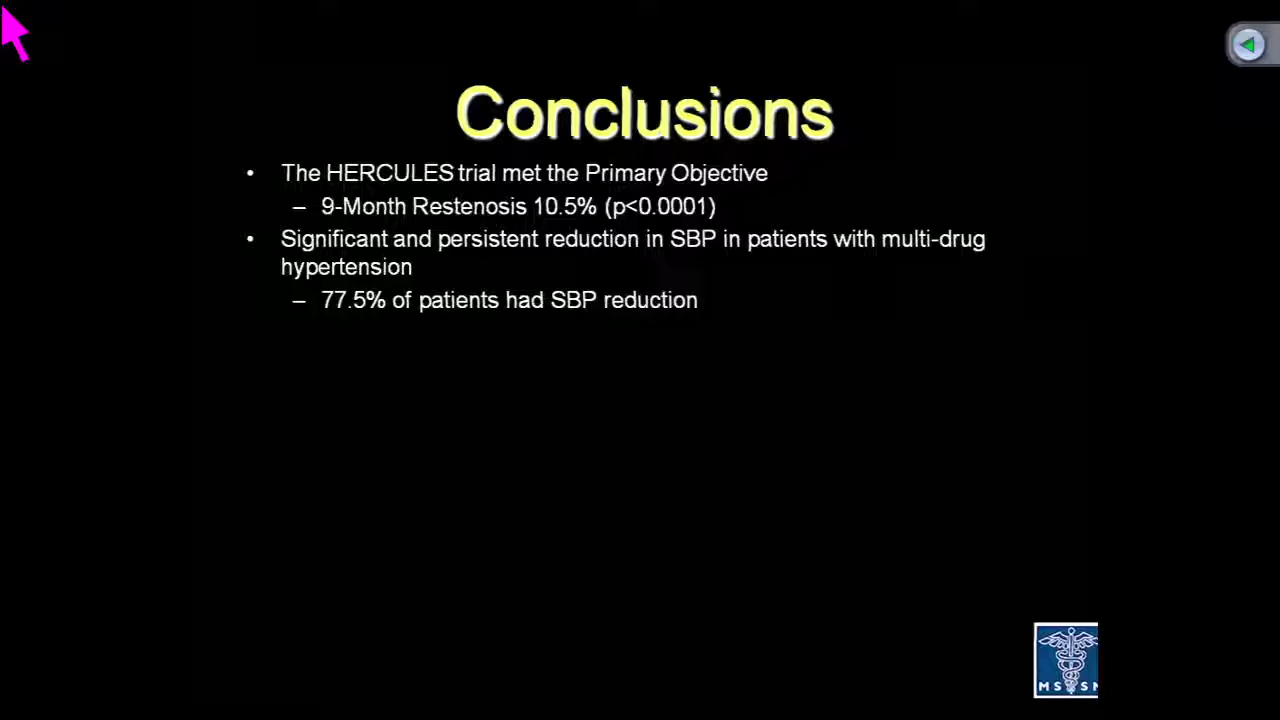 Conclusions
• The HERCULES trial met the Primary Objective
– 9-Month Restenosis 10.5% (p<0.0001)
• Significant and persistent reduction in SBP in patients with multi-drug
hypertension
– 77.5% of patients had SBP reduction